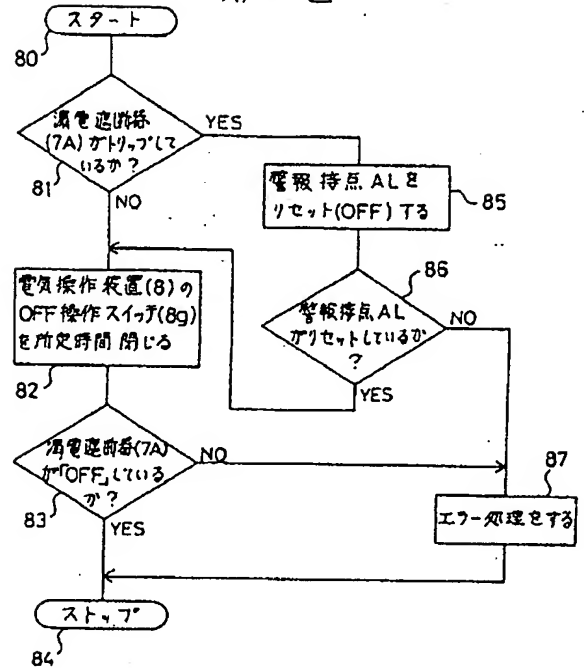 スタート
80
漏電遮断器
(7A)がトリップして
いるか?
81
YES
NO
警報接点ALを
リセット(OFF)する
85
86
警報接点AL
がリセットしているか
?
NO
YES
電気操作装置(8)の
OFF操作スイッチ(8g)
を所定時間閉じる
82
漏電遮断器(7A)
が「OFF」している
か?
83
NO
YES
87
エラー処理をする
ストップ
84